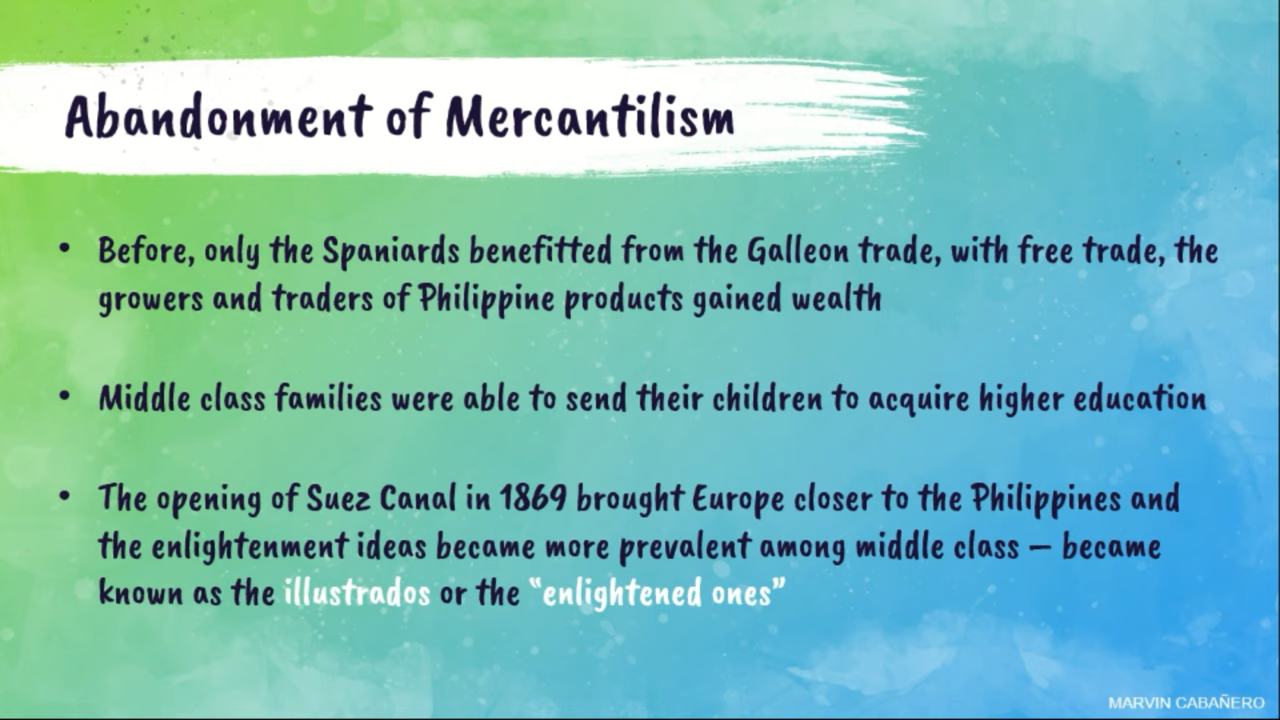 Abandonment of Mercantilism
• Before, only the Spaniards benefitted from the Galleon trade, with free trade, the
growers and traders of Philippine products gained wealth
• Middle class families were able to send their children to acquire higher education
• The opening of Suez Canal in 1869 brought Europe closer to the Philippines and
the enlightenment ideas became more prevalent among middle class – became
known as the illustrados or the “enlightened ones”
MARVIN CABAÑERO